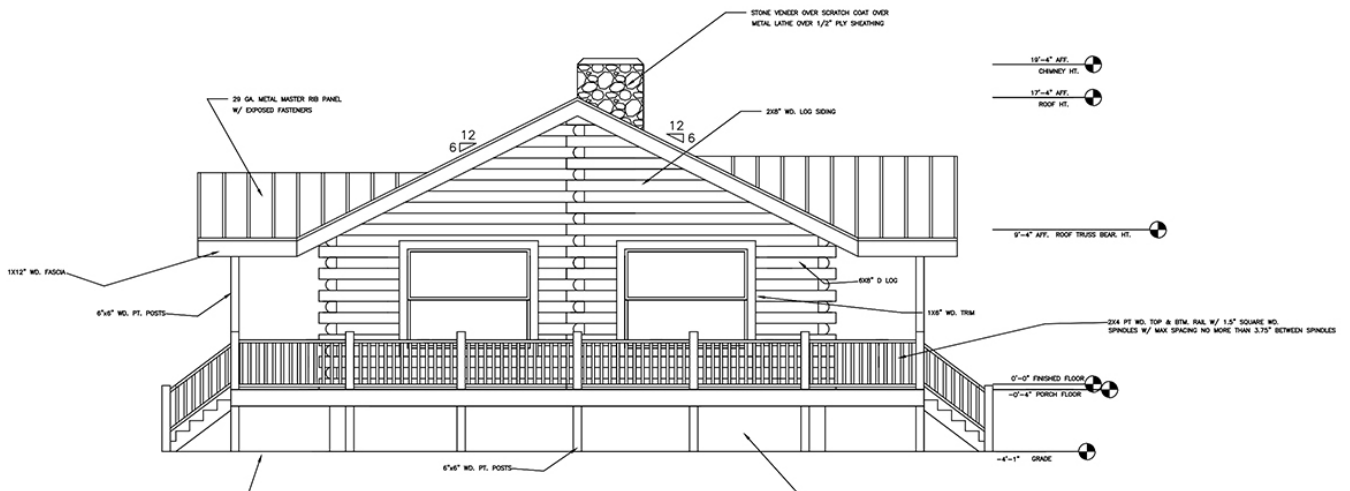 STONE VENEER OVER SCRATCH COAT OVER
METAL LATHE OVER 1/2" PLY SHEATHING
19'-4" AFF.
CHIMNEY HT.
17'-4" AFF.
ROOF HT.
29 GA. METAL MASTER RIB PANEL
W/ EXPOSED FASTENERS
2X8" WD. LOG SIDING
12
6
12
6
9'-4" AFF. ROOF TRUSS BEAR. HT.
1X12" WD. FASCIA
6X8" D LOG
6"x6" WD. PT. POSTS
1X6" WD. TRIM
2X4 PT WD. TOP & BTM. RAIL W/ 1.5" SQUARE WD.
SPINDLES W/ MAX SPACING NO MORE THAN 3.75" BETWEEN SPINDLES
0'-0" FINISHED FLOOR
-0'-4" PORCH FLOOR
-4'-1" GRADE
6"x6" WD. PT. POSTS